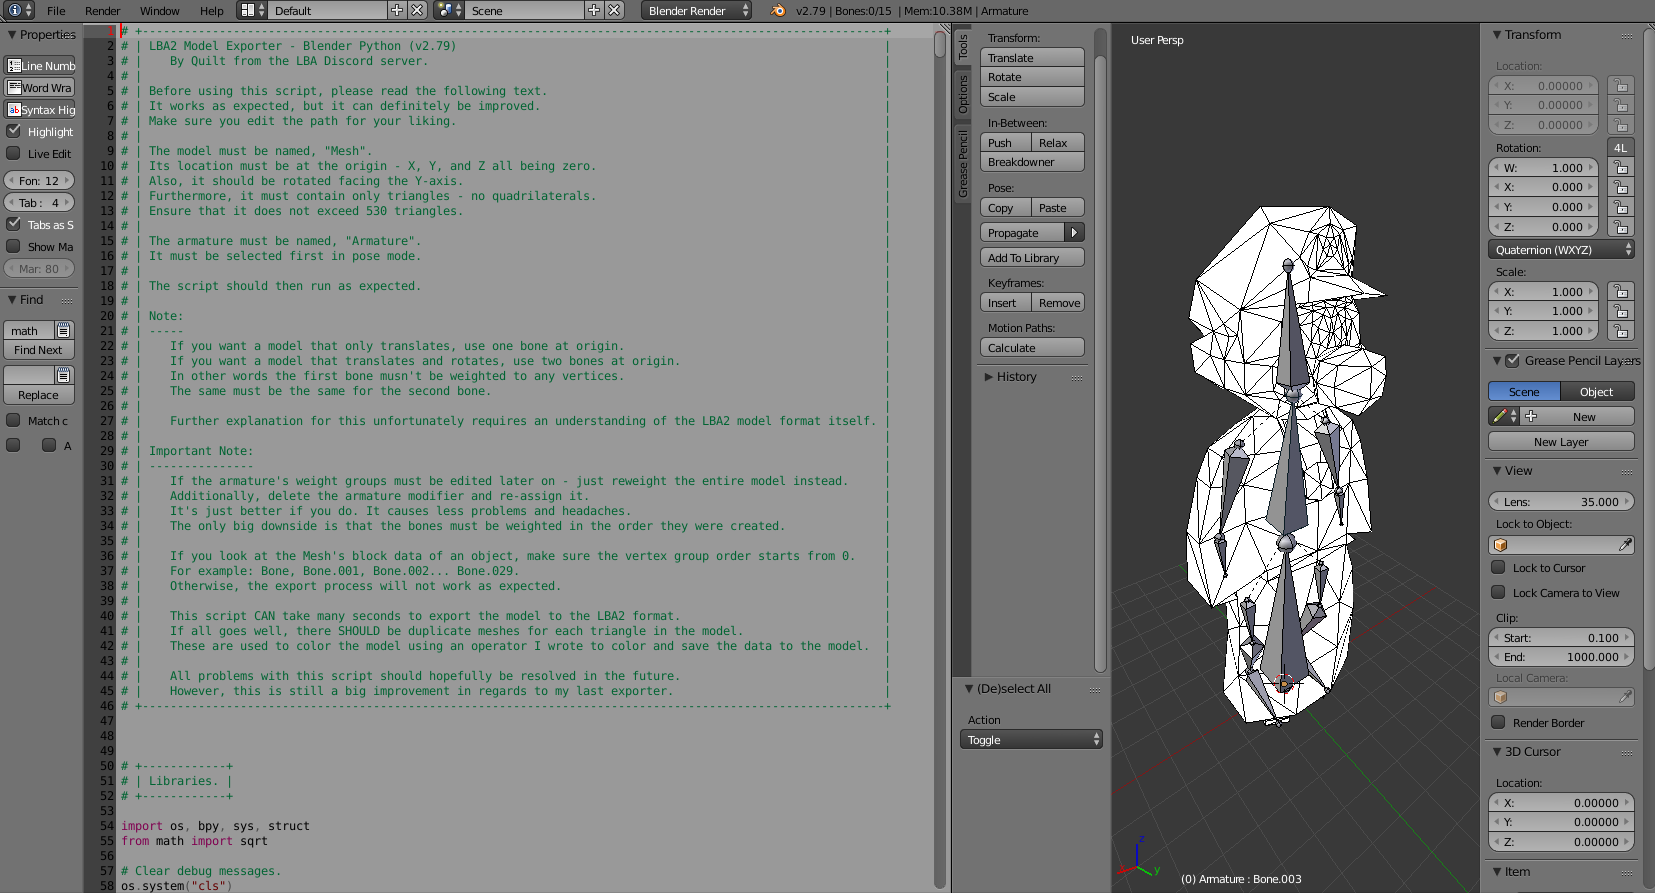 File Render Window Help Default Scene Blender Render v2.79 | Bones:0/15 | Mem:10.38M | Armature
Properties
Line Numb
Word Wra
Syntax Hig
Highlight
Live Edit
Fon: 12
Tab: 4
Tabs as S
Show Ma
Mar: 80
Find
math
Find Next
Replace
Match c
A
1 # +-----------------------------------------------------------------------------------------------------------+
2 # | LBA2 Model Exporter - Blender Python (v2.79) |
3 # |    By Quilt from the LBA Discord server. |
4 # | |
5 # | Before using this script, please read the following text. |
6 # | It works as expected, but it can definitely be improved. |
7 # | Make sure you edit the path for your liking. |
8 # | |
9 # | The model must be named, "Mesh". |
10 # | Its location must be at the origin - X, Y, and Z all being zero. |
11 # | Also, it should be rotated facing the Y-axis. |
12 # | Furthermore, it must contain only triangles - no quadrilaterals. |
13 # | Ensure that it does not exceed 530 triangles. |
14 # | |
15 # | The armature must be named, "Armature". |
16 # | It must be selected first in pose mode. |
17 # | |
18 # | The script should then run as expected. |
19 # | |
20 # | Note: |
21 # | ----- |
22 # |    If you want a model that only translates, use one bone at origin. |
23 # |    If you want a model that translates and rotates, use two bones at origin. |
24 # |    In other words the first bone musn't be weighted to any vertices. |
25 # |    The same must be the same for the second bone. |
26 # | |
27 # |    Further explanation for this unfortunately requires an understanding of the LBA2 model format itself. |
28 # | |
29 # | Important Note: |
30 # | --------------- |
31 # |    If the armature's weight groups must be edited later on - just reweight the entire model instead. |
32 # |    Additionally, delete the armature modifier and re-assign it. |
33 # |    It's just better if you do. It causes less problems and headaches. |
34 # |    The only big downside is that the bones must be weighted in the order they were created. |
35 # | |
36 # |    If you look at the Mesh's block data of an object, make sure the vertex group order starts from 0. |
37 # |    For example: Bone, Bone.001, Bone.002... Bone.029. |
38 # |    Otherwise, the export process will not work as expected. |
39 # | |
40 # |    This script CAN take many seconds to export the model to the LBA2 format. |
41 # |    If all goes well, there SHOULD be duplicate meshes for each triangle in the model. |
42 # |    These are used to color the model using an operator I wrote to color and save the data to the model. |
43 # | |
44 # |    All problems with this script should hopefully be resolved in the future. |
45 # |    However, this is still a big improvement in regards to my last exporter. |
46 # +-----------------------------------------------------------------------------------------------------------+
47
48
49
50 # +------------+
51 # | Libraries. |
52 # +------------+
53
54 import os, bpy, sys, struct
55 from math import sqrt
56
57 # Clear debug messages.
58 os.system("cls")
Tools
Options
Grease Pencil
Transform:
Translate
Rotate
Scale
In-Between:
Push Relax
Breakdowner
Pose:
Copy Paste
Propagate
Add To Library
Keyframes:
Insert Remove
Motion Paths:
Calculate
History
(De)select All
Action
Toggle
User Persp
z
x
y
(0) Armature : Bone.003
Transform
Location:
X: 0.00000
Y: 0.00000
Z: 0.00000
Rotation: 4L
W: 1.000
X: 0.000
Y: 0.000
Z: 0.000
Quaternion (WXYZ)
Scale:
X: 1.000
Y: 1.000
Z: 1.000
Grease Pencil Layers
Scene Object
New
New Layer
View
Lens: 35.000
Lock to Object:
Lock to Cursor
Lock Camera to View
Clip:
Start: 0.100
End: 1000.000
Local Camera:
Render Border
3D Cursor
Location:
X: 0.00000
Y: 0.00000
Z: 0.00000
Item